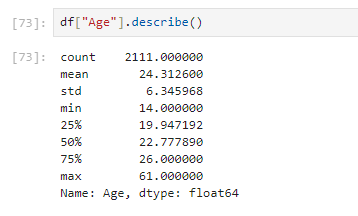 [73]: df["Age"].describe()
[73]: count 2111.000000
mean 24.312600
std 6.345968
min 14.000000
25% 19.947192
50% 22.777890
75% 26.000000
max 61.000000
Name: Age, dtype: float64